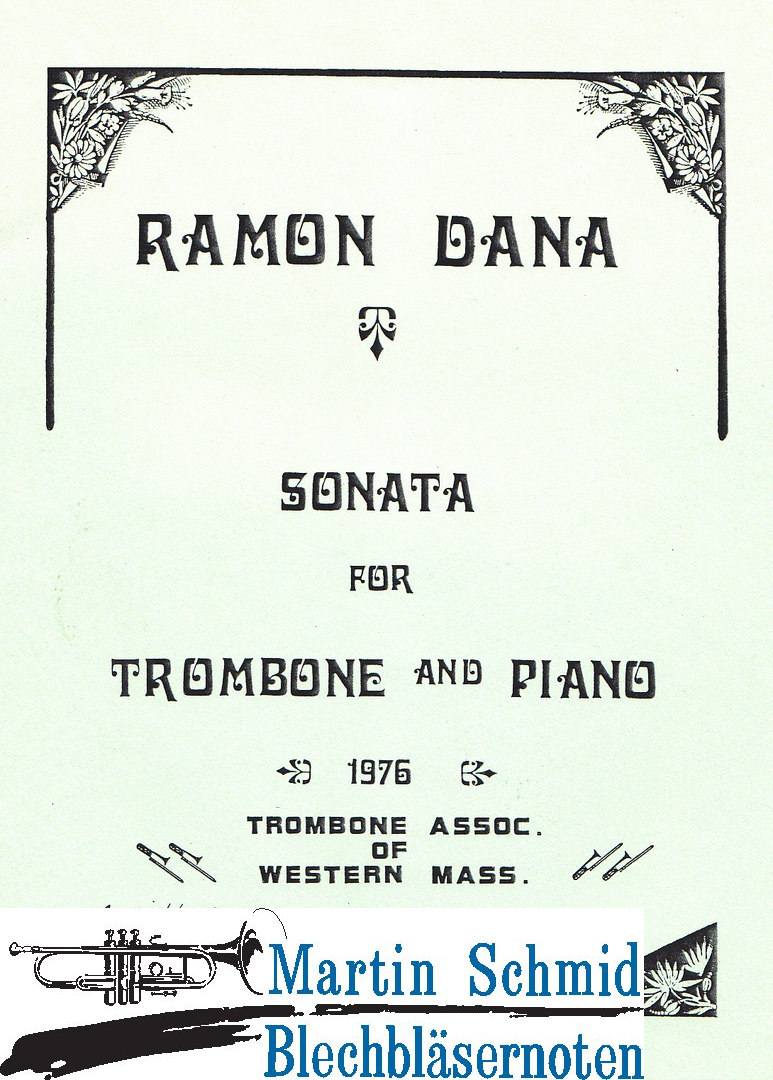 RAMON DANA
SONATA
FOR
TROMBONE AND PIANO
1976
TROMBONE ASSOC.
OF
WESTERN MASS.
Martin Schmid
Blechbläsernoten